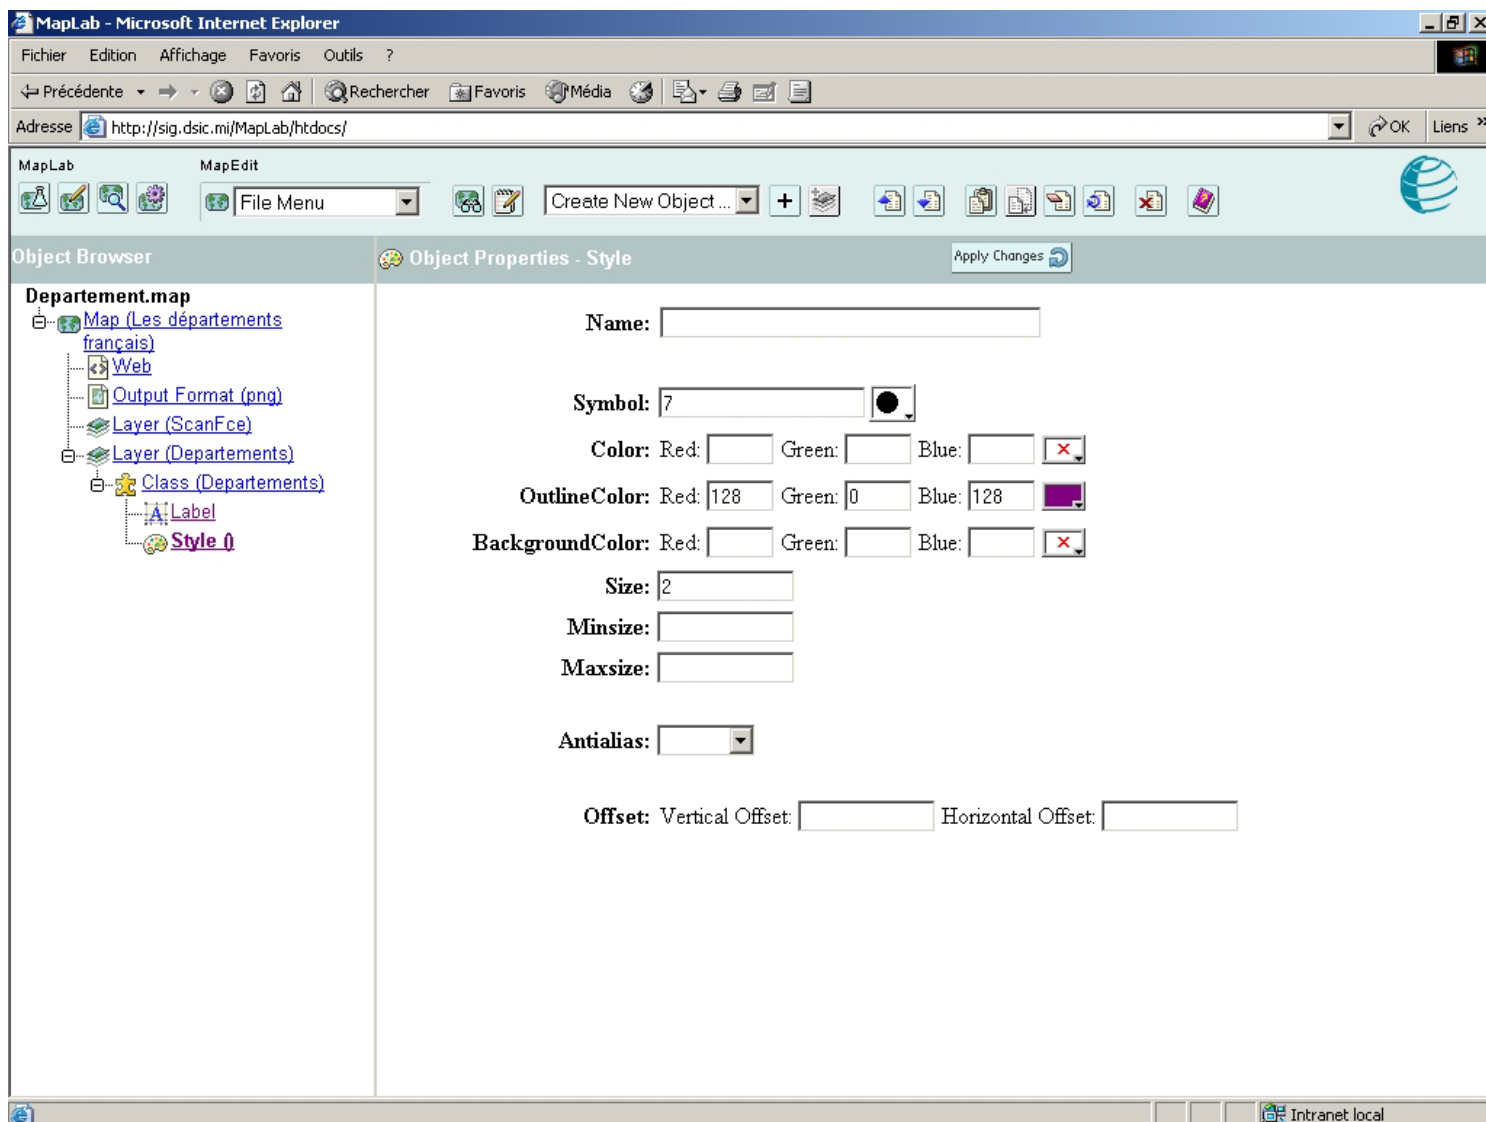 MapLab - Microsoft Internet Explorer
Fichier Edition Affichage Favoris Outils ?
Précédente Rechercher Favoris Média
Adresse http://sig.dsic.mi/MapLab/htdocs/ OK Liens »
MapLab MapEdit
File Menu Create New Object ...
Object Browser Object Properties - Style Apply Changes
Departement.map
Map (Les départements
français)
Web
Output Format (png)
Layer (ScanFce)
Layer (Departements)
Class (Departements)
Label
Style ()
Name:
Symbol: 7
Color: Red: Green: Blue:
OutlineColor: Red: 128 Green: 0 Blue: 128
BackgroundColor: Red: Green: Blue:
Size: 2
Minsize:
Maxsize:
Antialias:
Offset: Vertical Offset: Horizontal Offset:
Intranet local